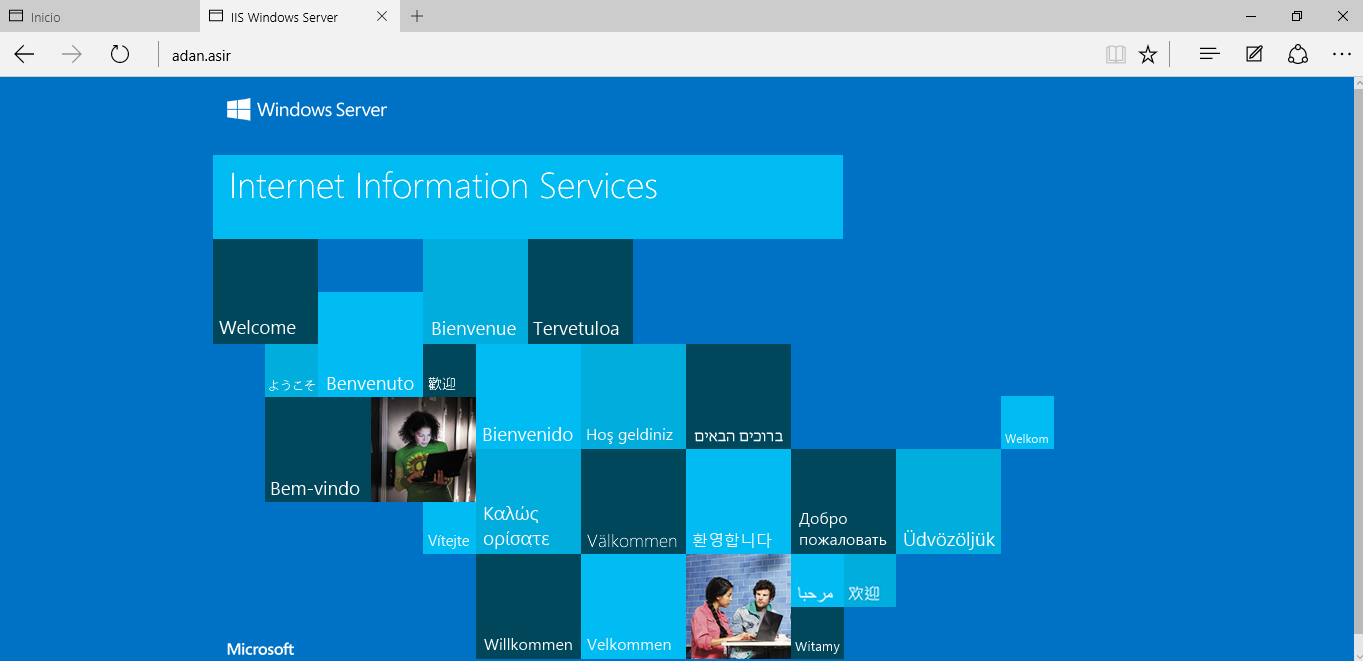 Inicio
IIS Windows Server
adan.asir
Windows Server
Internet Information Services
Welcome
Bienvenue
Tervetuloa
ようこそ
Benvenuto
歡迎
Bienvenido
Hoş geldiniz
ברוכים הבאים
Welkom
Bem-vindo
Vítejte
Καλώς
ορίσατε
Välkommen
환영합니다
Добро
пожаловать
Üdvözöljük
Willkommen
Velkommen
مرحبا
欢迎
Witamy
Microsoft